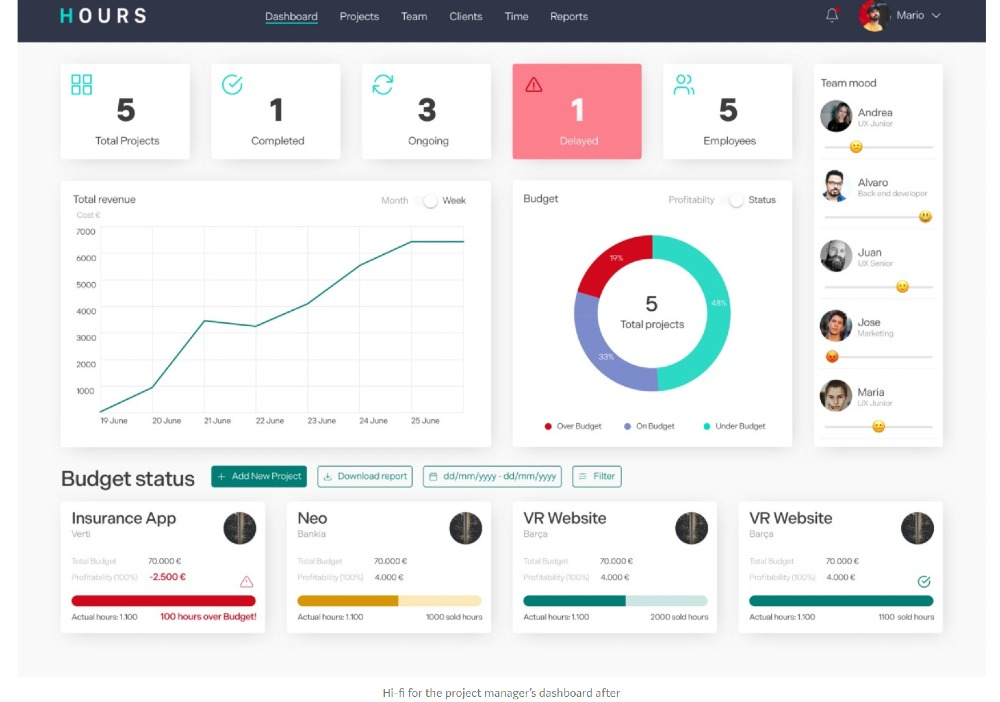 HOURS
Dashboard Projects Team Clients Time Reports
Mario
5
Total Projects
1
Completed
3
Ongoing
1
Delayed
5
Employees
Team mood
Andrea
UX Junior
Alvaro
Back end developer
Juan
UX Senior
Jose
Marketing
Maria
UX Junior
Total revenue
Month Week
Cost €
7000
6000
5000
4000
3000
2000
1000
19 June 20 June 21 June 22 June 23 June 24 June 25 June
Budget
Profitabilty Status
19%
48%
33%
5
Total projects
Over Budget On Budget Under Budget
Budget status
+ Add New Project
Download report
dd/mm/yyyy - dd/mm/yyyy
Filter
Insurance App
Verti
Total Budget 70.000 €
Profitability (100%) -2.500 €
Actual hours: 1.100 100 hours over Budget!
Neo
Bankia
Total Budget 70.000 €
Profitability (100%) 4.000 €
Actual hours: 1.100 1000 sold hours
VR Website
Barça
Total Budget 70.000 €
Profitability (100%) 4.000 €
Actual hours: 1.100 2000 sold hours
VR Website
Barça
Total Budget 70.000 €
Profitability (100%) 4.000 €
Actual hours: 1.100 1100 sold hours
Hi-fi for the project manager's dashboard after